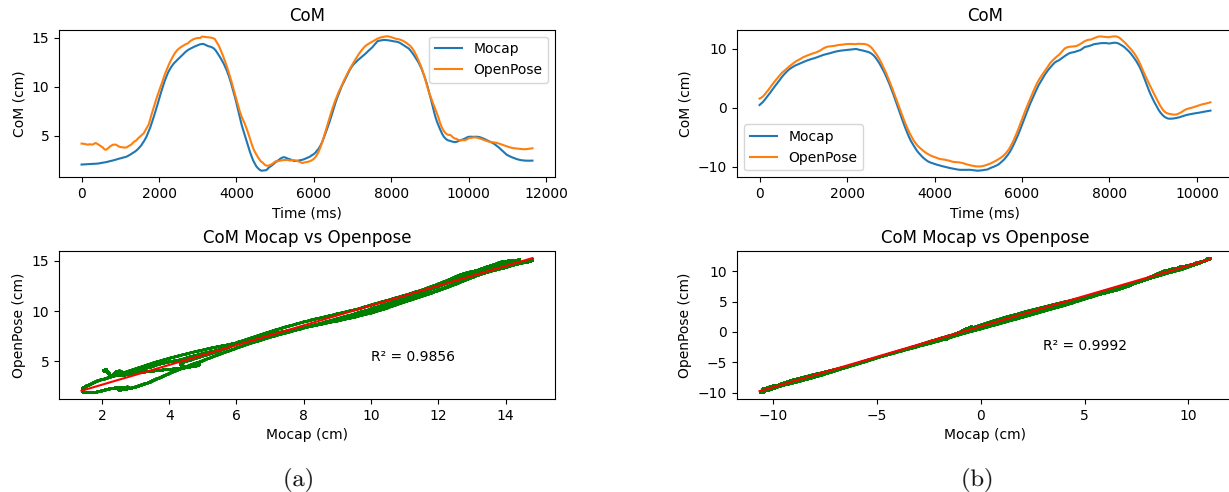 CoM
15
10
5
CoM (cm)
Mocap
OpenPose
0 2000 4000 6000 8000 10000 12000
Time (ms)
CoM Mocap vs Openpose
15
10
5
OpenPose (cm)
R² = 0.9856
2 4 6 8 10 12 14
Mocap (cm)
(a)
CoM
10
0
−10
CoM (cm)
Mocap
OpenPose
0 2000 4000 6000 8000 10000
Time (ms)
CoM Mocap vs Openpose
10
5
0
−5
−10
OpenPose (cm)
R² = 0.9992
−10 −5 0 5 10
Mocap (cm)
(b)